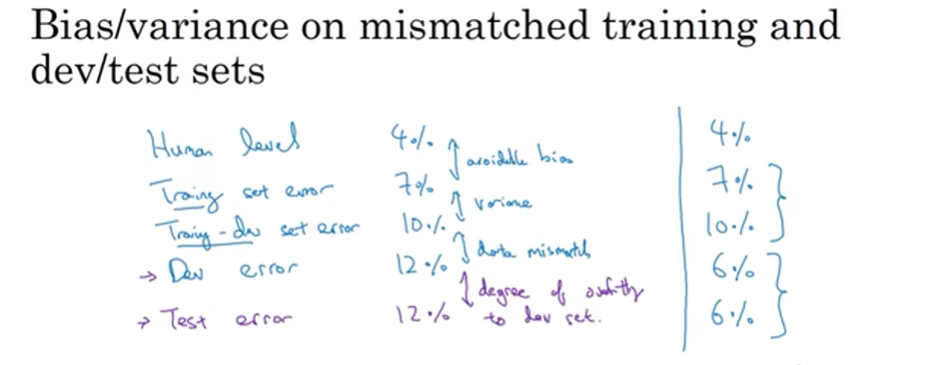 Bias/variance on mismatched training and
dev/test sets
Human level 4% 4%
avoidable bias
Training set error 7% 7%
variance
Training-dev set error 10% 10%
data mismatch
→ Dev error 12% 6%
degree of overfitting
→ Test error 12% to dev set. 6%